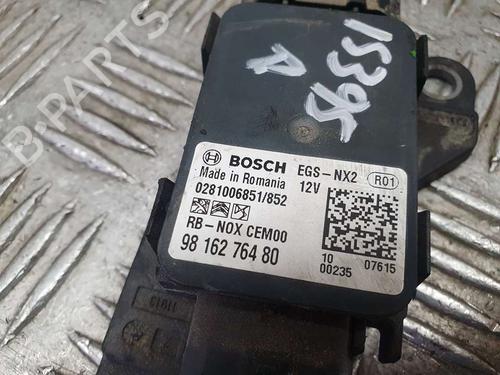 15395
A
B-Parts
BOSCH EGS-NX2 R01
Made in Romania 12V
0281006851/852
RB-NOX CEM00
98 162 764 80
10 07615
00235